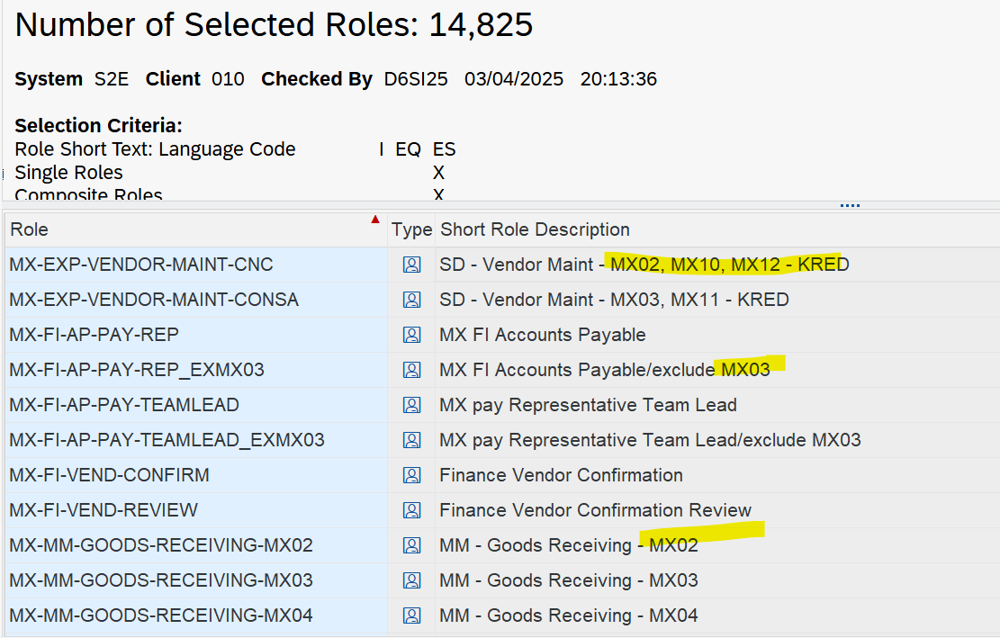 Number of Selected Roles: 14,825
System S2E Client 010 Checked By D6SI25 03/04/2025 20:13:36
Selection Criteria:
Role Short Text: Language Code I EQ ES
Single Roles X
Composite Roles X
Role Type Short Role Description
MX-EXP-VENDOR-MAINT-CNC SD - Vendor Maint - MX02, MX10, MX12 - KRED
MX-EXP-VENDOR-MAINT-CONSA SD - Vendor Maint - MX03, MX11 - KRED
MX-FI-AP-PAY-REP MX FI Accounts Payable
MX-FI-AP-PAY-REP_EXMX03 MX FI Accounts Payable/exclude MX03
MX-FI-AP-PAY-TEAMLEAD MX pay Representative Team Lead
MX-FI-AP-PAY-TEAMLEAD_EXMX03 MX pay Representative Team Lead/exclude MX03
MX-FI-VEND-CONFIRM Finance Vendor Confirmation
MX-FI-VEND-REVIEW Finance Vendor Confirmation Review
MX-MM-GOODS-RECEIVING-MX02 MM - Goods Receiving - MX02
MX-MM-GOODS-RECEIVING-MX03 MM - Goods Receiving - MX03
MX-MM-GOODS-RECEIVING-MX04 MM - Goods Receiving - MX04